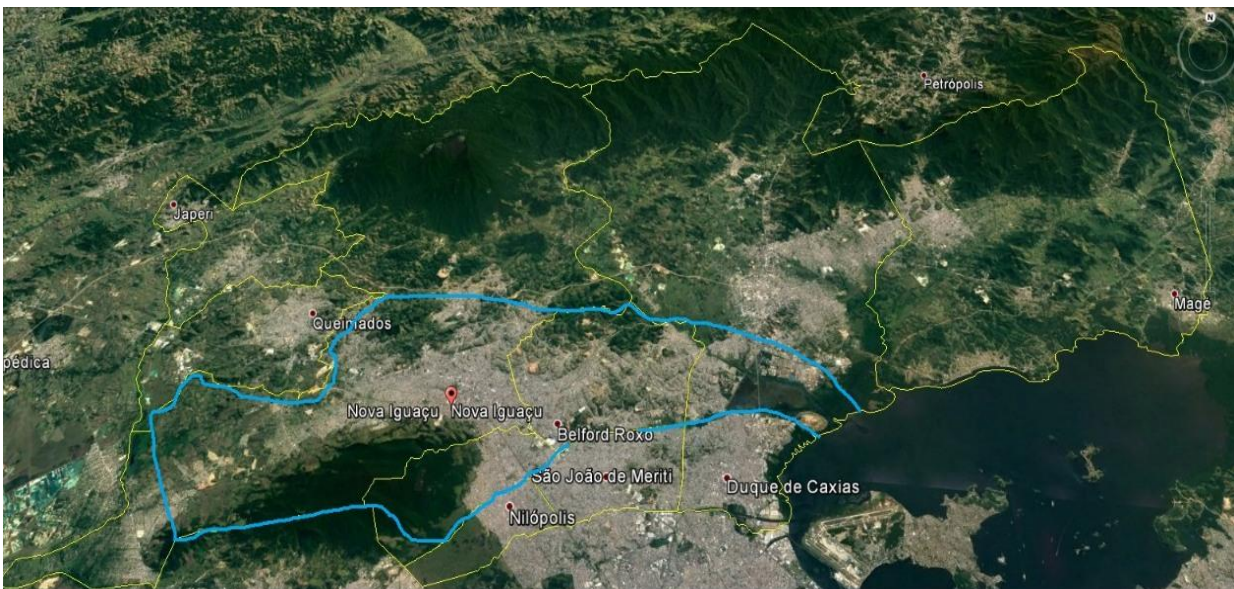 N
Petrópolis
Japeri
Magé
Queimados
pédica
Nova Iguaçu
Nova Iguaçu
Belford Roxo
São João de Meriti
Duque de Caxias
Nilópolis